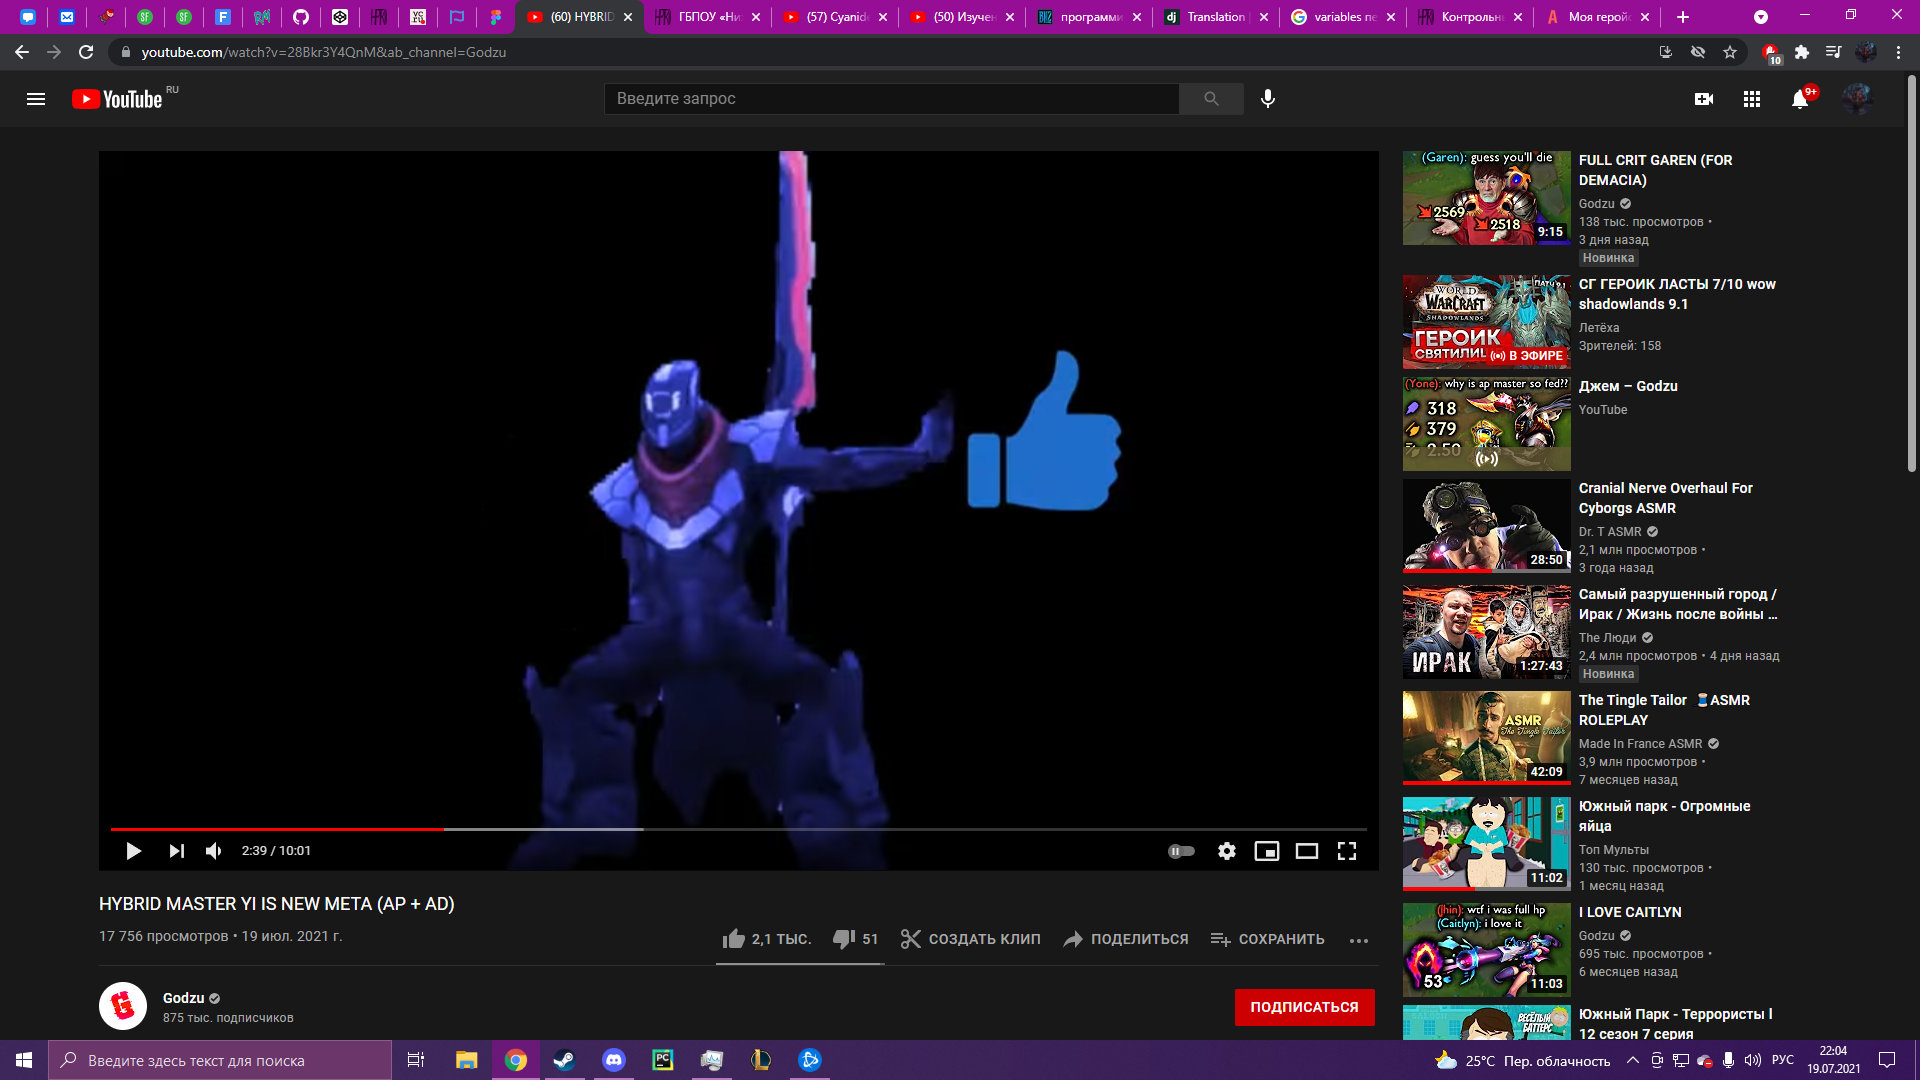 (60) HYBRID
ГБПОУ «Ни
(57) Cyanide
(50) Изучен
программи
Translation
variables пе
Контрольн
Моя геройс
youtube.com/watch?v=28Bkr3Y4QnM&ab_channel=Godzu
10
YouTube RU
Введите запрос
9+
2:39 / 10:01
HYBRID MASTER YI IS NEW META (AP + AD)
17 756 просмотров • 19 июл. 2021 г.
2,1 ТЫС.
51
СОЗДАТЬ КЛИП
ПОДЕЛИТЬСЯ
СОХРАНИТЬ
Godzu
875 тыс. подписчиков
ПОДПИСАТЬСЯ
(Garen): guess you'll die
2569
2518
9:15
FULL CRIT GAREN (FOR
DEMACIA)
Godzu
138 тыс. просмотров •
3 дня назад
Новинка
WORLD
WARCRAFT
SHADOWLANDS
ГЕРОИК
СВЯТИЛИЩ
В ЭФИРЕ
СГ ГЕРОИК ЛАСТЫ 7/10 wow
shadowlands 9.1
Летёха
Зрителей: 158
(Yone): why is ap master so fed??
318
379
2.50
Джем – Godzu
YouTube
28:50
Cranial Nerve Overhaul For
Cyborgs ASMR
Dr. T ASMR
2,1 млн просмотров •
3 года назад
ИРАК
1:27:43
Самый разрушенный город /
Ирак / Жизнь после войны ...
The Люди
2,4 млн просмотров • 4 дня назад
Новинка
ASMR
The Tingle Tailor
42:09
The Tingle Tailor 🧵ASMR
ROLEPLAY
Made In France ASMR
3,9 млн просмотров •
7 месяцев назад
11:02
Южный парк - Огромные
яйца
Топ Мульты
130 тыс. просмотров •
1 месяц назад
(Jhin): wtf i was full hp
(Caitlyn): i love it
53
11:03
I LOVE CAITLYN
Godzu
695 тыс. просмотров •
6 месяцев назад
ВЕСЁЛЫЙ
БАТТЕРС
Южный Парк - Террористы l
12 сезон 7 серия
Введите здесь текст для поиска
25°C Пер. облачность
РУС
22:04
19.07.2021